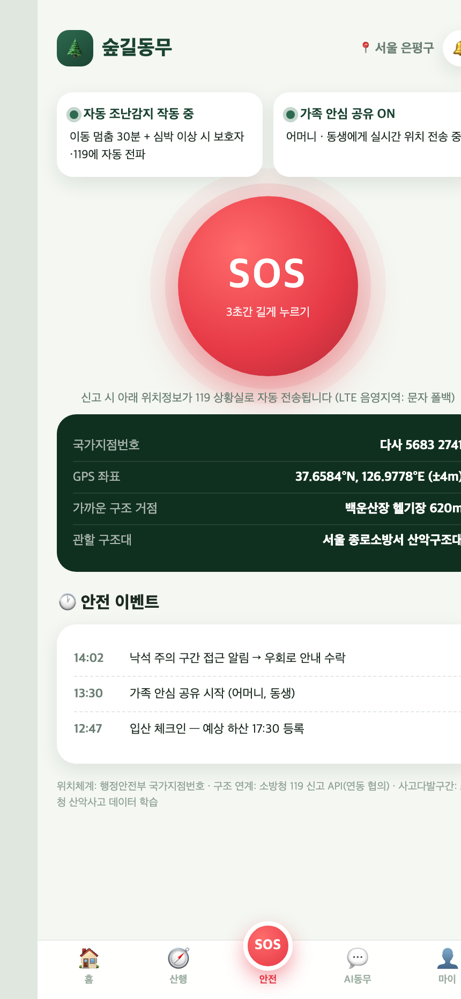 숲길동무
서울 은평구
자동 조난감지 작동 중
이동 멈춤 30분 + 심박 이상 시 보호자
·119에 자동 전파
가족 안심 공유 ON
어머니 · 동생에게 실시간 위치 전송 중
SOS
3초간 길게 누르기
신고 시 아래 위치정보가 119 상황실로 자동 전송됩니다 (LTE 음영지역: 문자 폴백)
국가지점번호 다사 5683 2741
GPS 좌표 37.6584°N, 126.9778°E (±4m)
가까운 구조 거점 백운산장 헬기장 620m
관할 구조대 서울 종로소방서 산악구조대
안전 이벤트
14:02 낙석 주의 구간 접근 알림 → 우회로 안내 수락
13:30 가족 안심 공유 시작 (어머니, 동생)
12:47 입산 체크인 — 예상 하산 17:30 등록
위치체계: 행정안전부 국가지점번호 · 구조 연계: 소방청 119 신고 API(연동 협의) · 사고다발구간:
청 산악사고 데이터 학습
SOS
홈 산행 안전 AI동무 마이